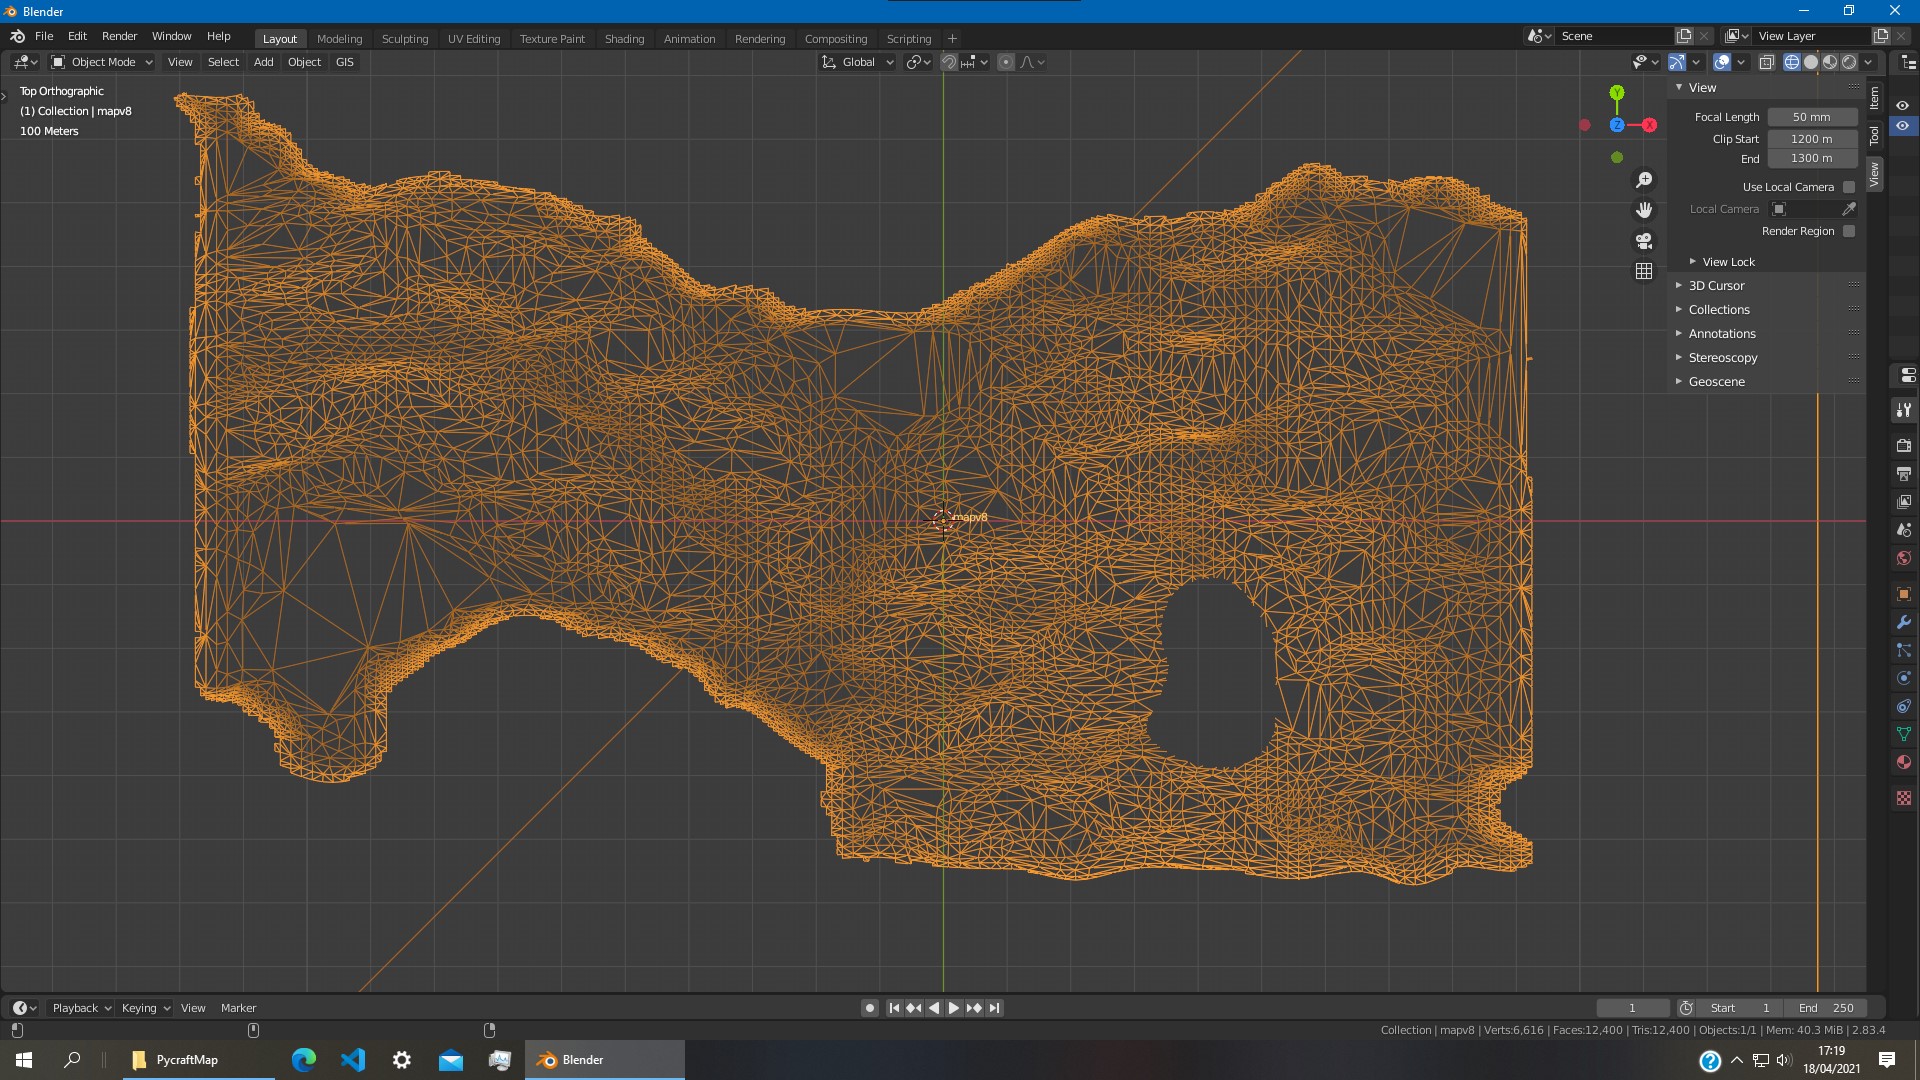 Blender
File Edit Render Window Help Layout Modeling Sculpting UV Editing Texture Paint Shading Animation Rendering Compositing Scripting + Scene View Layer
Object Mode View Select Add Object GIS Global
Top Orthographic
(1) Collection | mapv8
100 Meters
Y
Z
X
View
Focal Length 50 mm
Clip Start 1200 m
End 1300 m
Use Local Camera
Local Camera
Render Region
View Lock
3D Cursor
Collections
Annotations
Stereoscopy
Geoscene
Item
Tool
View
mapv8
Playback Keying View Marker 1 Start 1 End 250
Collection | mapv8 | Verts:6,616 | Faces:12,400 | Tris:12,400 | Objects:1/1 | Mem: 40.3 MiB | 2.83.4
PycraftMap Blender
17:19
18/04/2021